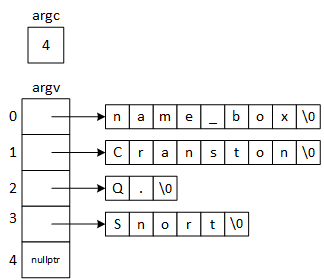 argc
4
argv
0 n a m e _ b o x \0
1 C r a n s t o n \0
2 Q . \0
3 S n o r t \0
4 nullptr